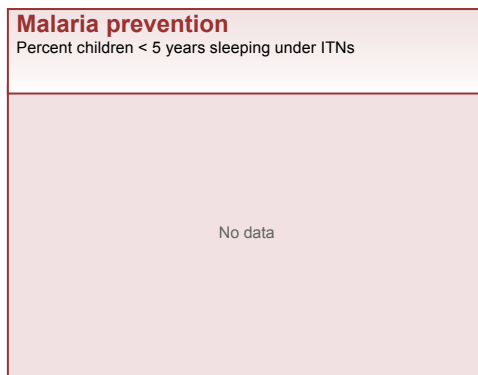 Malaria prevention
Percent children < 5 years sleeping under ITNs
No data